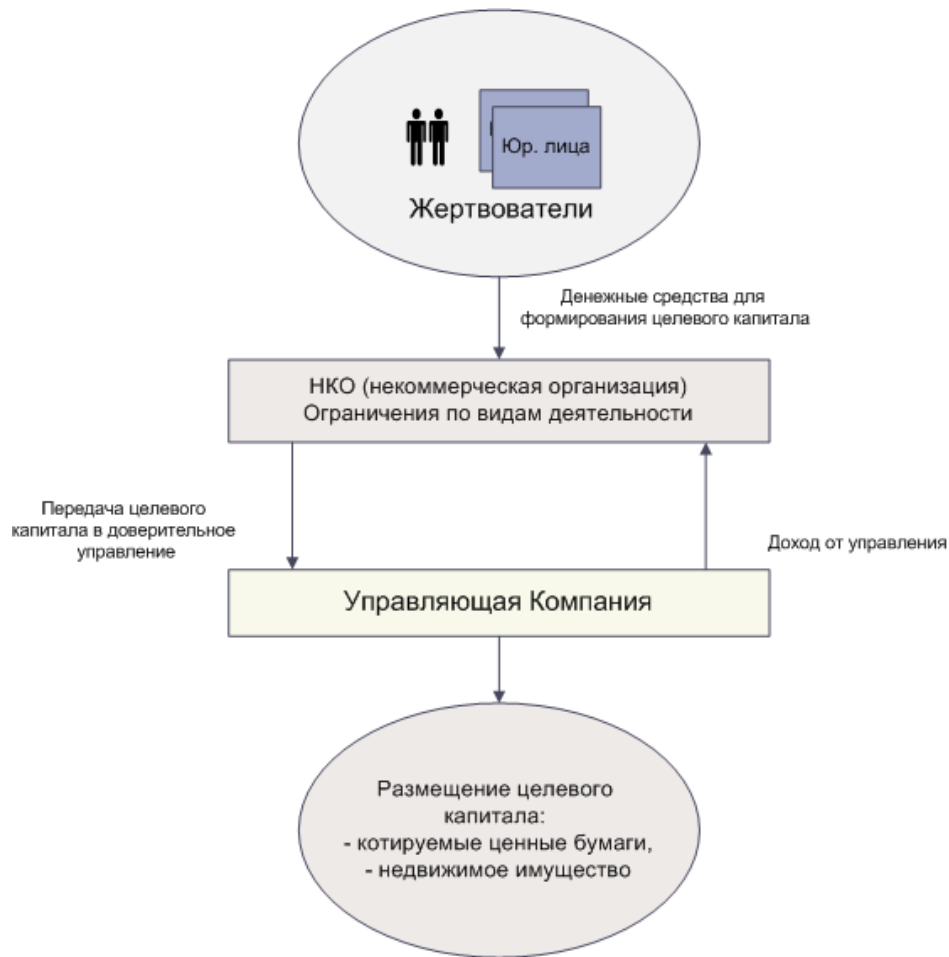 Юр. лица
Жертвователи
Денежные средства для
формирования целевого капитала
НКО (некоммерческая организация)
Ограничения по видам деятельности
Передача целевого
капитала в доверительное
управление
Доход от управления
Управляющая Компания
Размещение целевого
капитала:
- котируемые ценные бумаги,
- недвижимое имущество